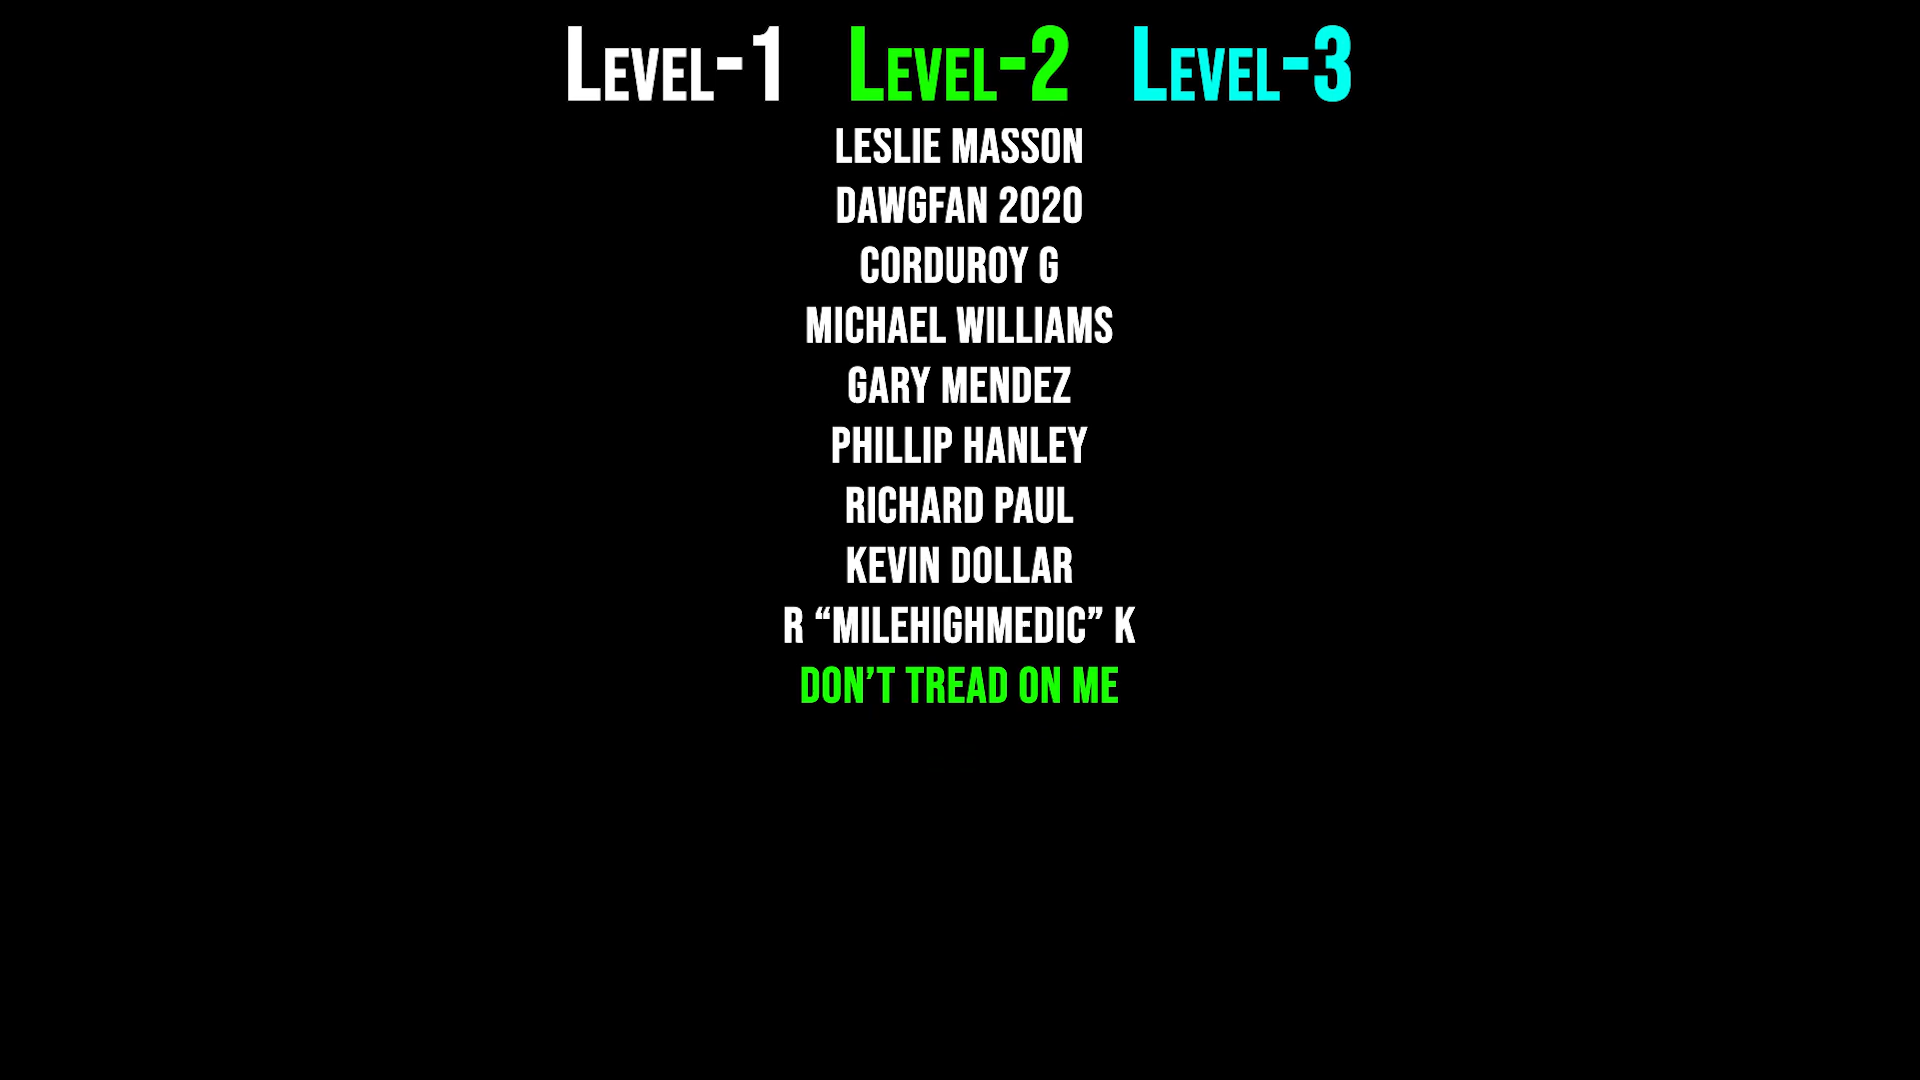 Level-1 Level-2 Level-3
LESLIE MASSON
DAWGFAN 2020
CORDUROY G
MICHAEL WILLIAMS
GARY MENDEZ
PHILLIP HANLEY
RICHARD PAUL
KEVIN DOLLAR
R “MILEHIGHMEDIC” K
DON’T TREAD ON ME